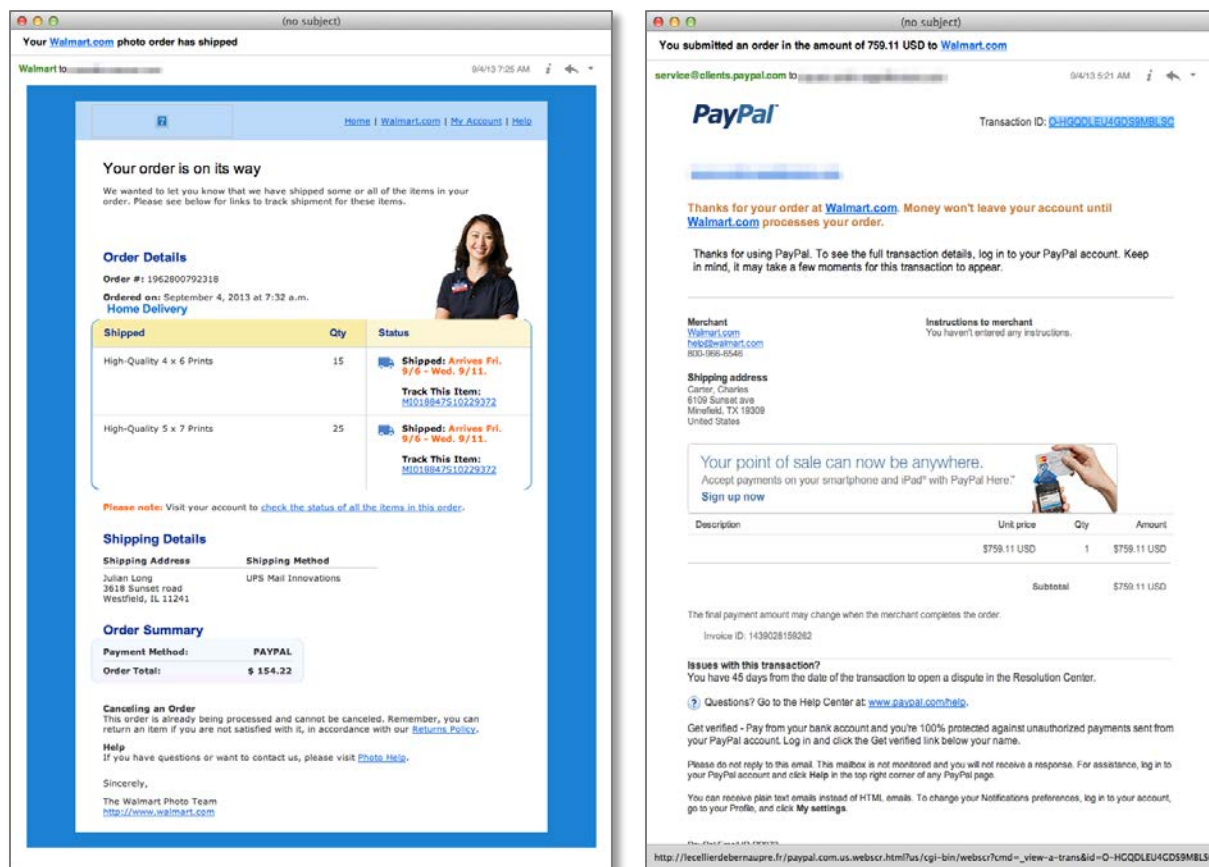 (no subject)
Your Walmart.com photo order has shipped
Walmart to
9/4/13 7:25 AM
Home | Walmart.com | My Account | Help
Your order is on its way
We wanted to let you know that we have shipped some or all of the items in your
order. Please see below for links to track shipment for these items.
Order Details
Order #: 1962800792318
Ordered on: September 4, 2013 at 7:32 a.m.
Home Delivery
Shipped Qty Status
High-Quality 4 x 6 Prints 15 Shipped: Arrives Fri.
9/6 - Wed. 9/11.
Track This Item:
MI018847510229372
High-Quality 5 x 7 Prints 25 Shipped: Arrives Fri.
9/6 - Wed. 9/11.
Track This Item:
MI018847510229372
Please note: Visit your account to check the status of all the items in this order.
Shipping Details
Shipping Address Shipping Method
Julian Long UPS Mail Innovations
3618 Sunset road
Westfield, IL 11241
Order Summary
Payment Method: PAYPAL
Order Total: $ 154.22
Canceling an Order
This order is already being processed and cannot be canceled. Remember, you can
return an item if you are not satisfied with it, in accordance with our Returns Policy.
Help
If you have questions or want to contact us, please visit Photo Help.
Sincerely,
The Walmart Photo Team
http://www.walmart.com
(no subject)
You submitted an order in the amount of 759.11 USD to Walmart.com
service@clients.paypal.com to
9/4/13 5:21 AM
PayPal
Transaction ID: O-HGQDLEU4GDS9MBLSC
Thanks for your order at Walmart.com. Money won't leave your account until
Walmart.com processes your order.
Thanks for using PayPal. To see the full transaction details, log in to your PayPal account. Keep
in mind, it may take a few moments for this transaction to appear.
Merchant Instructions to merchant
Walmart.com You haven't entered any instructions.
help@walmart.com
800-966-6546
Shipping address
Carter, Charles
6109 Sunset ave
Minefield, TX 19309
United States
Your point of sale can now be anywhere.
Accept payments on your smartphone and iPad® with PayPal Here.™
Sign up now
Description Unit price Qty Amount
$759.11 USD 1 $759.11 USD
Subtotal $759.11 USD
The final payment amount may change when the merchant completes the order.
Invoice ID: 1439028159262
Issues with this transaction?
You have 45 days from the date of the transaction to open a dispute in the Resolution Center.
Questions? Go to the Help Center at: www.paypal.com/help.
Get verified - Pay from your bank account and you're 100% protected against unauthorized payments sent from
your PayPal account. Log in and click the Get verified link below your name.
Please do not reply to this email. This mailbox is not monitored and you will not receive a response. For assistance, log in to
your PayPal account and click Help in the top right corner of any PayPal page.
You can receive plain text emails instead of HTML emails. To change your Notifications preferences, log in to your account,
go to your Profile, and click My settings.
http://lecellierdebernaupre.fr/paypal.com.us.webscr.html?us/cgi-bin/webscr?cmd=_view-a-trans&id=O-HGQDLEU4GDS9MBLS